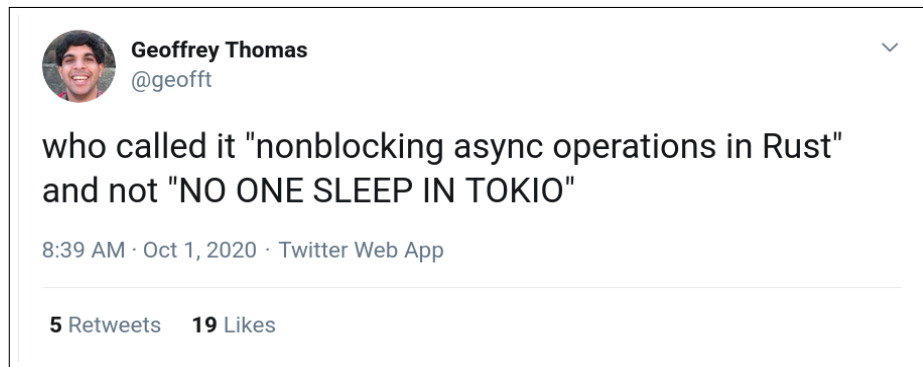 Geoffrey Thomas
@geofft
who called it "nonblocking async operations in Rust"
and not "NO ONE SLEEP IN TOKIO"
8:39 AM · Oct 1, 2020 · Twitter Web App
5 Retweets 19 Likes